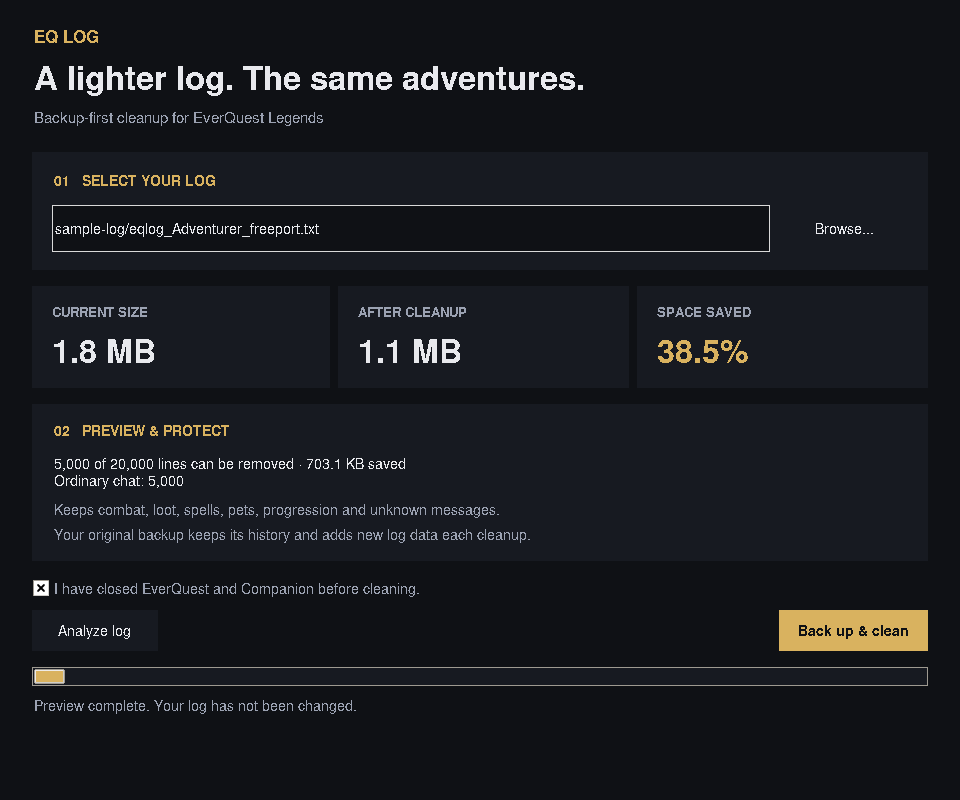 EQ LOG
A lighter log. The same adventures.
Backup-first cleanup for EverQuest Legends
01 SELECT YOUR LOG
sample-log/eqlog_Adventurer_freeport.txt
Browse...
CURRENT SIZE
1.8 MB
AFTER CLEANUP
1.1 MB
SPACE SAVED
38.5%
02 PREVIEW & PROTECT
5,000 of 20,000 lines can be removed · 703.1 KB saved
Ordinary chat: 5,000
Keeps combat, loot, spells, pets, progression and unknown messages.
Your original backup keeps its history and adds new log data each cleanup.
I have closed EverQuest and Companion before cleaning.
Analyze log
Back up & clean
Preview complete. Your log has not been changed.